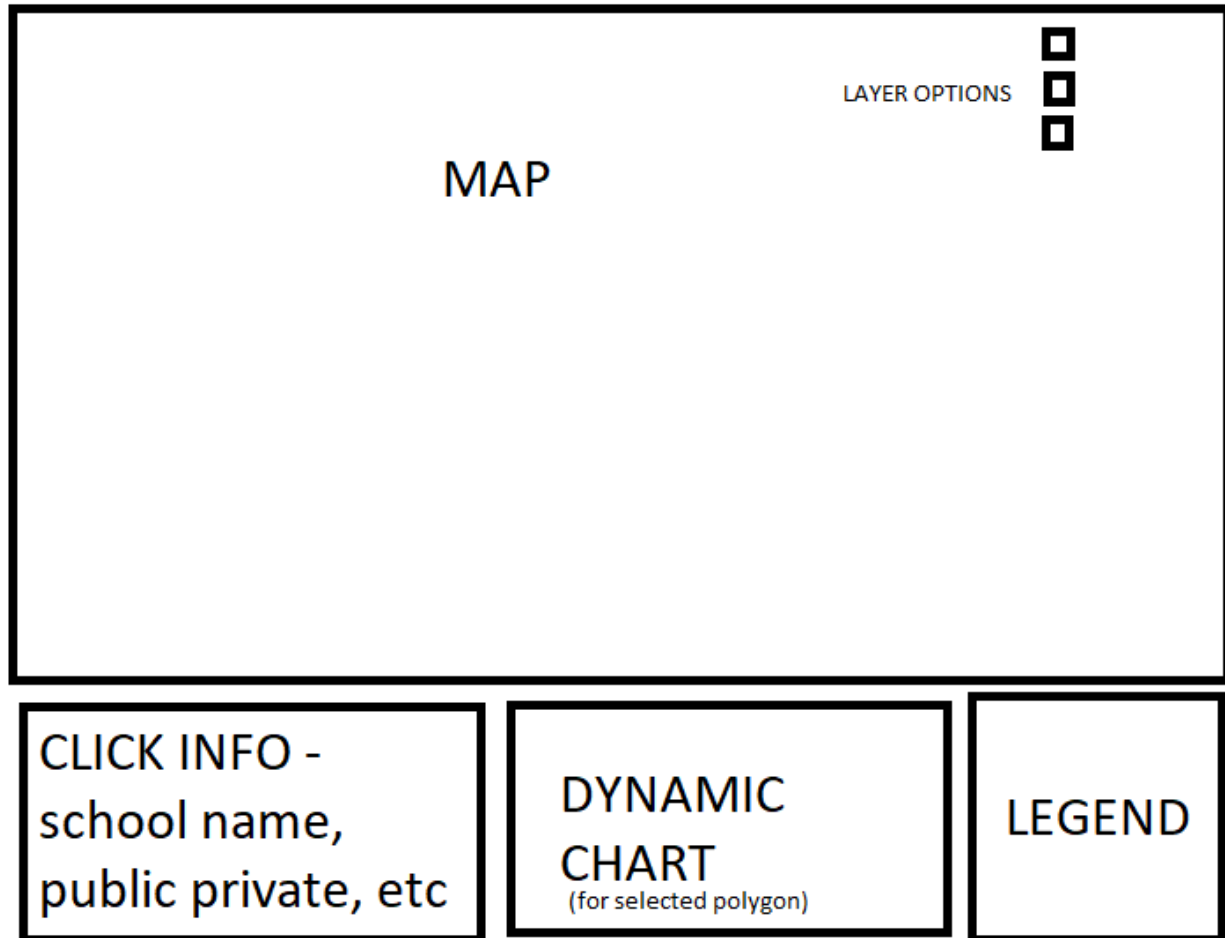 LAYER OPTIONS
MAP
CLICK INFO -
school name,
public private, etc
DYNAMIC
CHART
(for selected polygon)
LEGEND